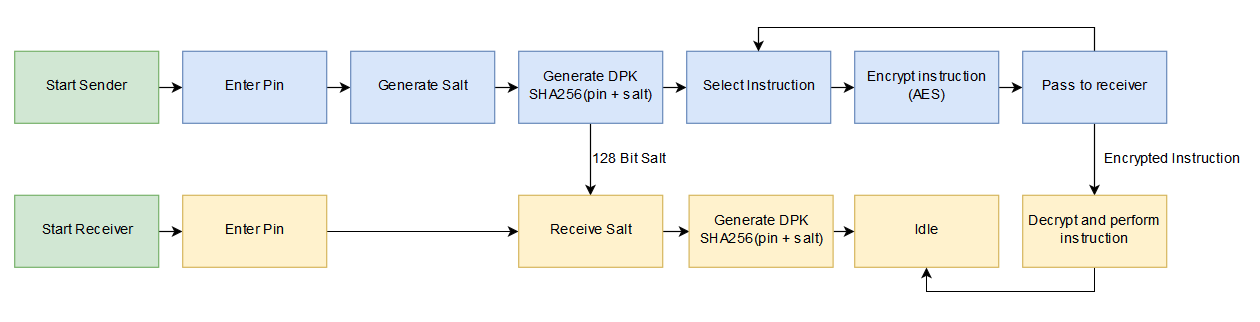 Start Sender
Enter Pin
Generate Salt
Generate DPK
SHA256(pin + salt)
Select Instruction
Encrypt instruction
(AES)
Pass to receiver
128 Bit Salt
Encrypted Instruction
Start Receiver
Enter Pin
Receive Salt
Generate DPK
SHA256(pin + salt)
Idle
Decrypt and perform
instruction